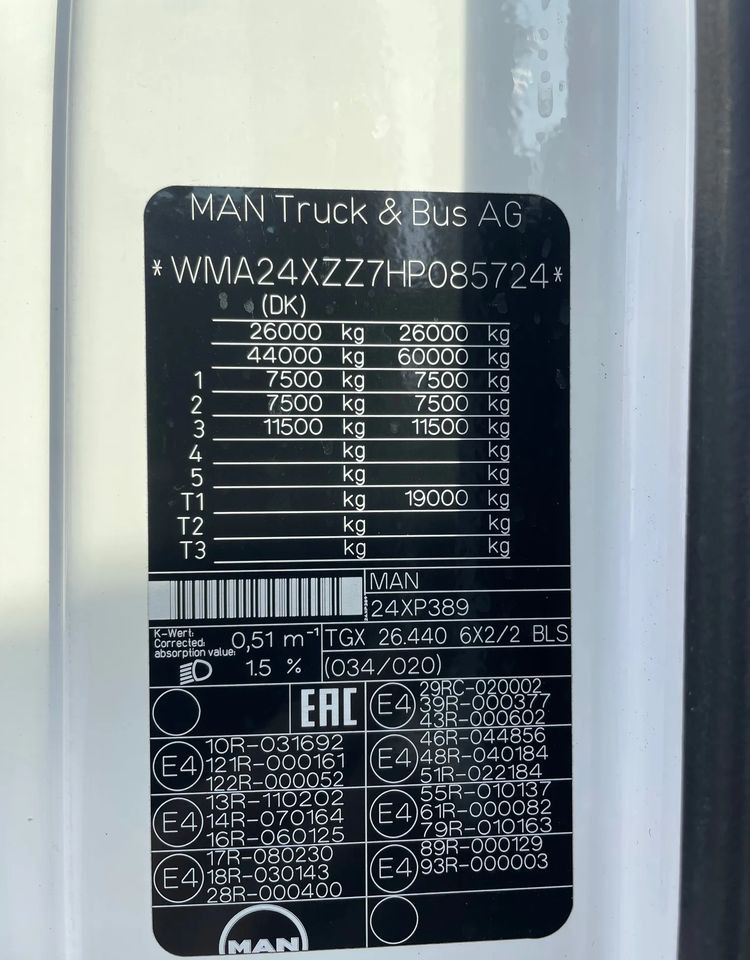 MAN Truck & Bus AG
*WMA24XZZ7HP085724*
(DK)
26000 kg 26000 kg
44000 kg 60000 kg
1 7500 kg 7500 kg
2 7500 kg 7500 kg
3 11500 kg 11500 kg
4 kg kg
5 kg kg
T1 kg 19000 kg
T2 kg kg
T3 kg kg
MAN
24XP389
K-Wert:
Corrected
absorption value:
0,51 m⁻¹
TGX 26.440 6X2/2 BLS
1.5 %
(034/020)
EAC
E4
29RC-020002
39R-000377
43R-000602
E4
10R-031692
121R-000161
122R-000052
E4
46R-044856
48R-040184
51R-022184
E4
13R-110202
14R-070164
16R-060125
E4
55R-010137
61R-000082
79R-010163
E4
17R-080230
18R-030143
28R-000400
E4
89R-000129
93R-000003
MAN